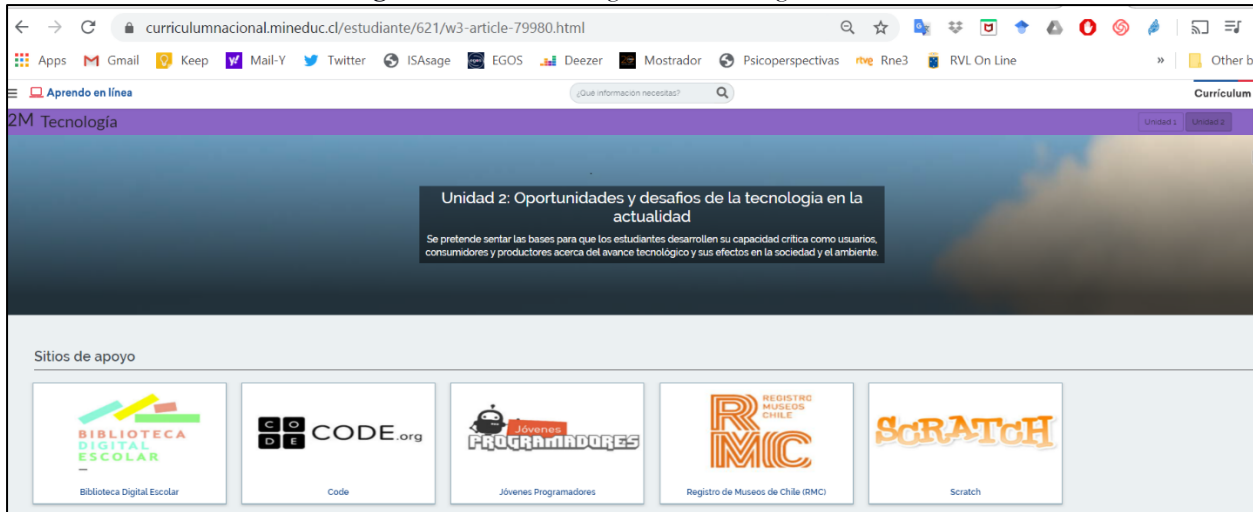 curriculumnacional.mineduc.cl/estudiante/621/w3-article-79980.html
Apps Gmail Keep Mail-Y Twitter ISAsage EGOS Deezer Mostrador Psicoperspectivas rtve Rne3 RVL On Line » Other b
Aprendo en línea ¿Qué información necesitas? Currículum
2M Tecnología Unidad 1 Unidad 2
Unidad 2: Oportunidades y desafios de la tecnologia en la
actualidad
Se pretende sentar las bases para que los estudiantes desarrollen su capacidad crítica como usuarios,
consumidores y productores acerca del avance tecnológico y sus efectos en la sociedad y el ambiente.
Sitios de apoyo
BIBLIOTECA
DIGITAL
ESCOLAR
Biblioteca Digital Escolar
CODE CODE.org
Code
Jóvenes
PROGRAMADORES
Jóvenes Programadores
REGISTRO
MUSEOS
CHILE
RMC
Registro de Museos de Chile (RMC)
SCRATCH
Scratch